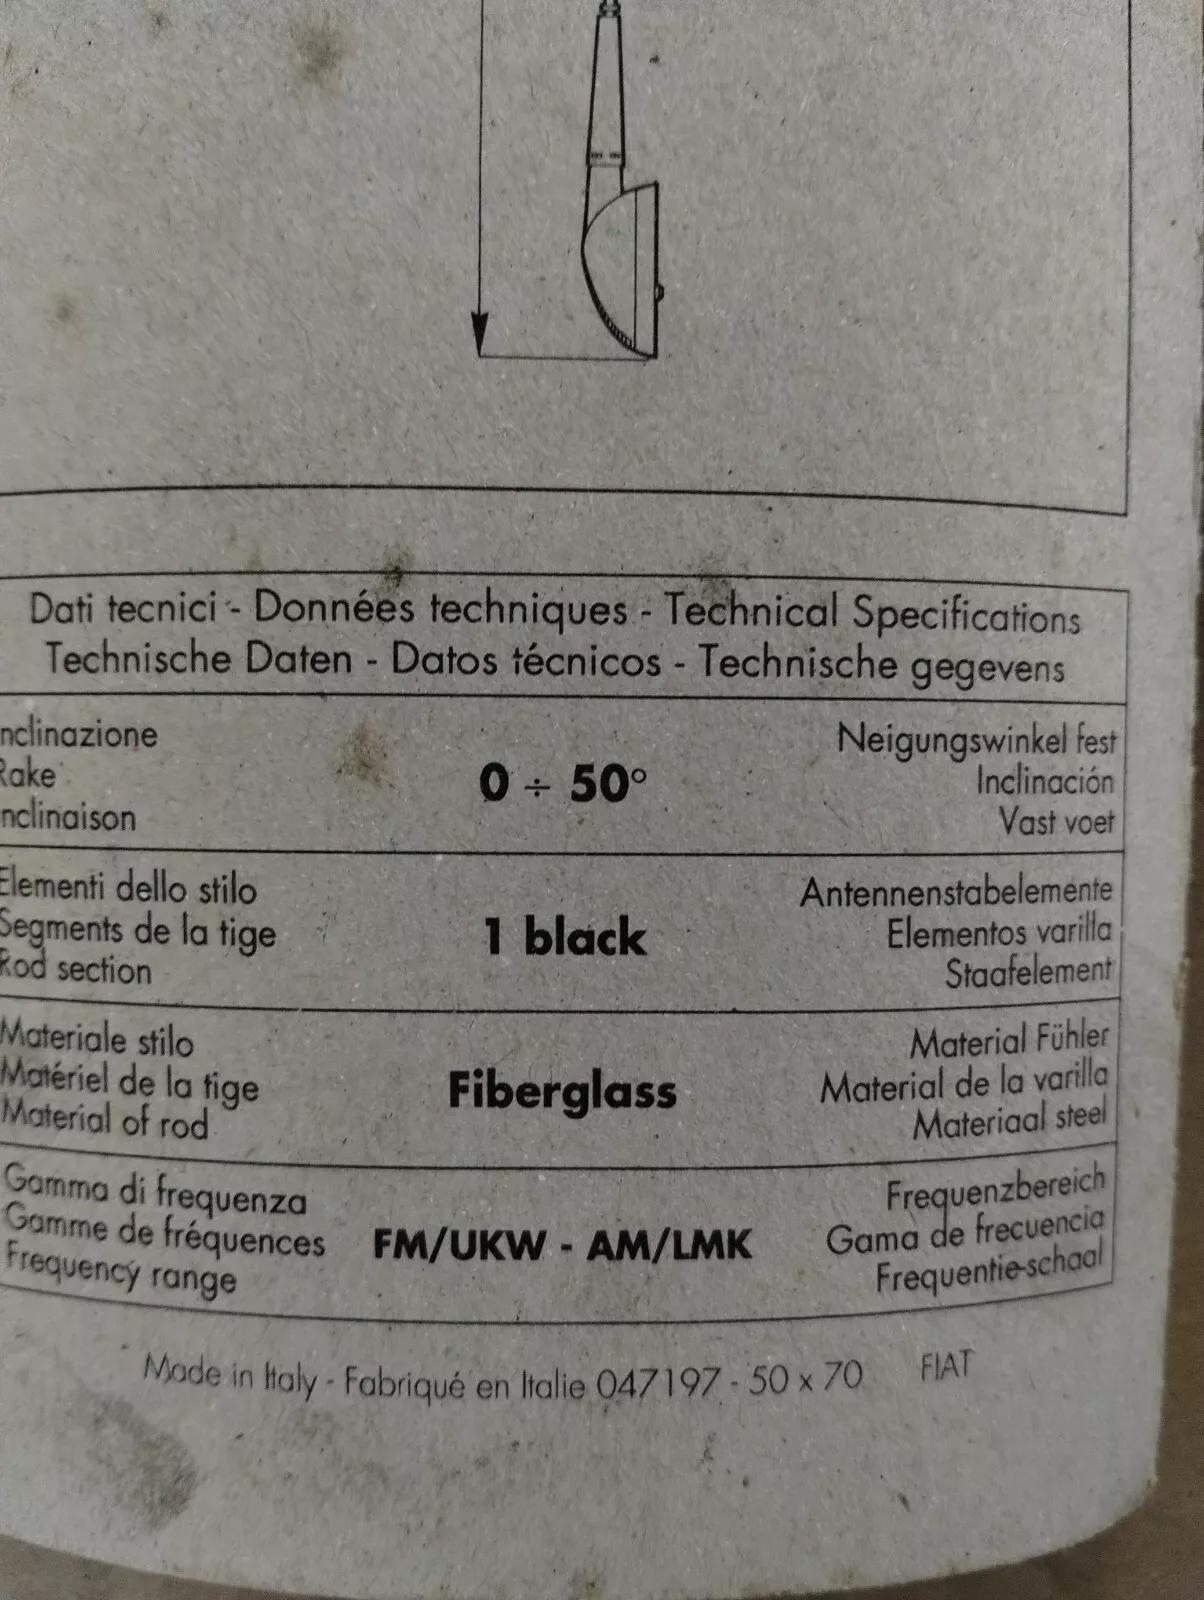 Dati tecnici - Données techniques - Technical Specifications
Technische Daten - Datos técnicos - Technische gegevens
nclinazione
Rake
nclinaison
0 ÷ 50°
Neigungswinkel fest
Inclinación
Vast voet
Elementi dello stilo
Segments de la tige
Rod section
1 black
Antennenstabelemente
Elementos varilla
Staafelement
Materiale stilo
Matériel de la tige
Material of rod
Fiberglass
Material Fühler
Material de la varilla
Materiaal steel
Gamma di frequenza
Gamme de fréquences
Frequency range
FM/UKW - AM/LMK
Frequenzbereich
Gama de frecuencia
Frequentie-schaal
Made in Italy - Fabriqué en Italie 047197 - 50 x 70 FIAT